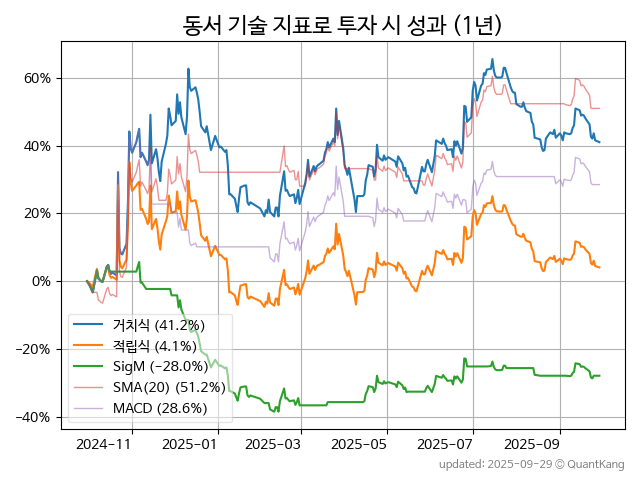 동서 기술 지표로 투자 시 성과 (1년)
60%
40%
20%
0%
−20%
−40%
거치식 (41.2%)
적립식 (4.1%)
SigM (-28.0%)
SMA(20) (51.2%)
MACD (28.6%)
2024-11 2025-01 2025-03 2025-05 2025-07 2025-09
updated: 2025-09-29 © QuantKang